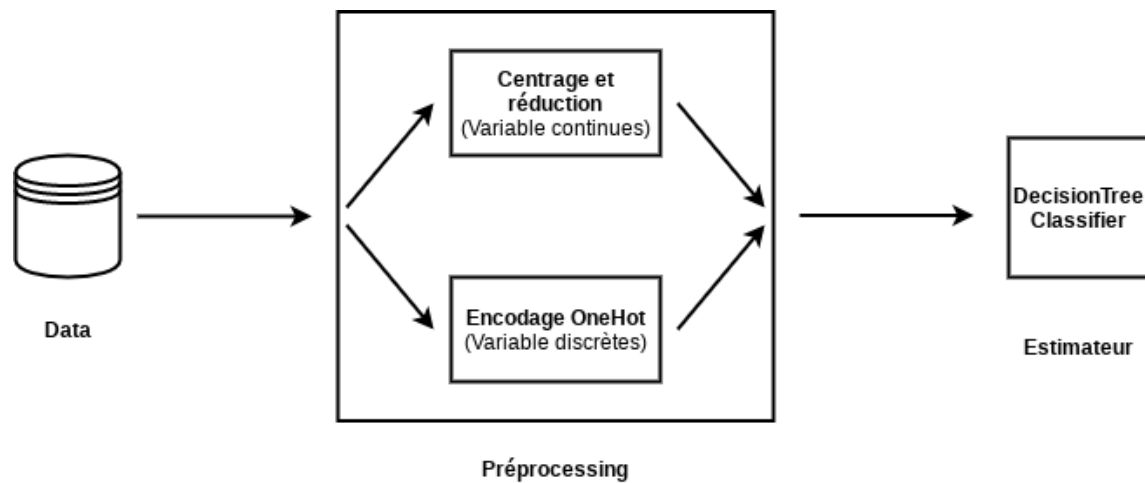 Centrage et
réduction
(Variable continues)
DecisionTree
Classifier
Encodage OneHot
(Variable discrètes)
Data
Estimateur
Préprocessing